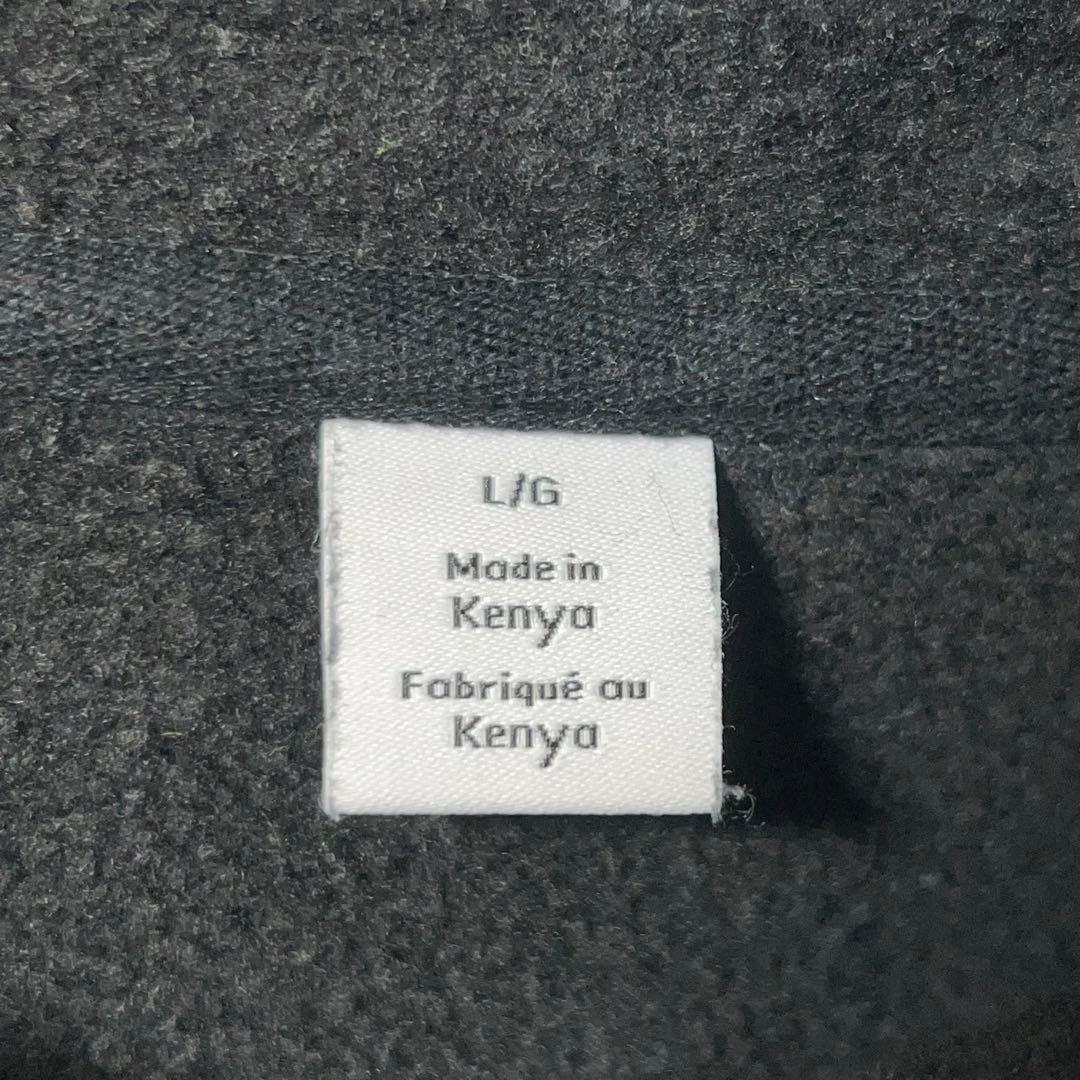 L/G
Made in
Kenya
Fabriqué au
Kenya